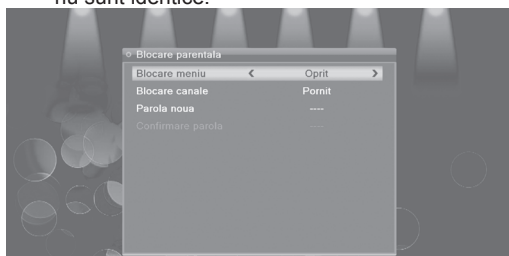 nu sunt identice.
Blocare parentala
Blocare meniu Oprit
Blocare canale Pornit
Parola noua ----
Confirmare parola ----